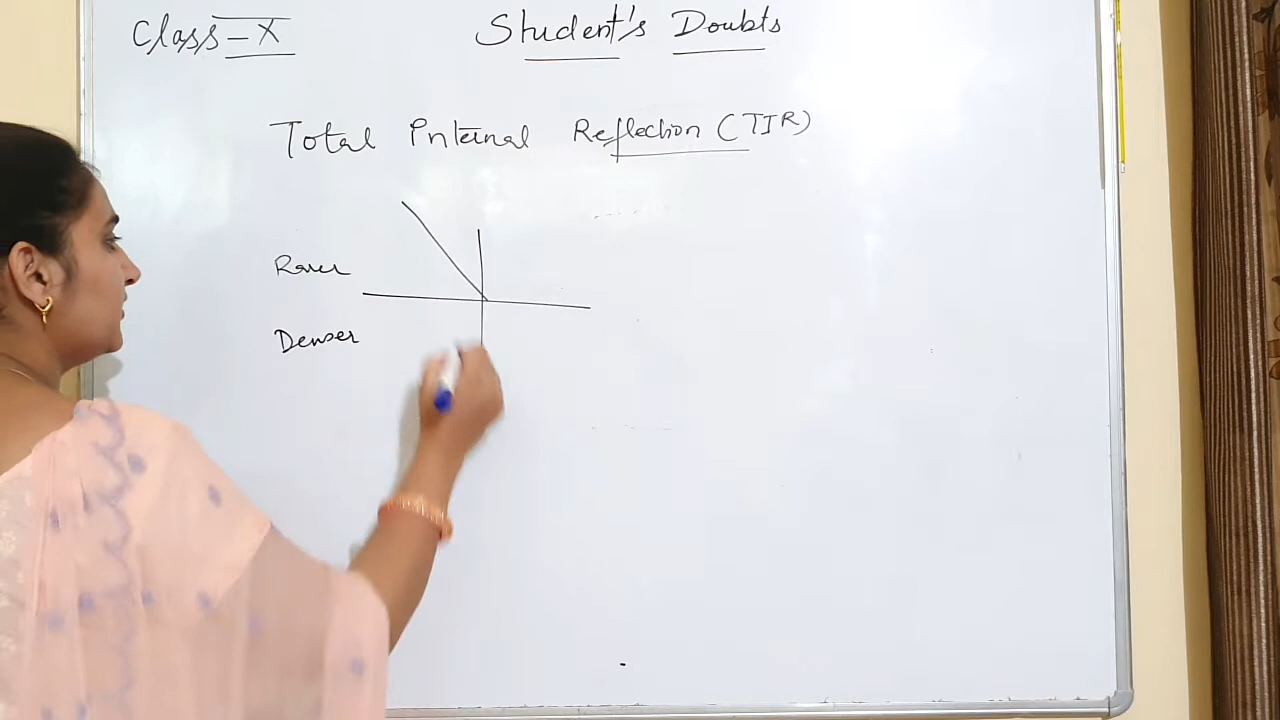 Class-X
Student's Doubts
Total Internal Reflection (TIR)
Rarer
Denser